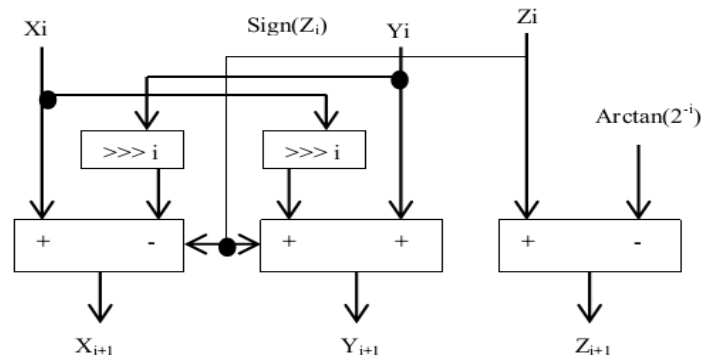 Xi Sign(Zᵢ) Yi Zi
Arctan(2⁻ⁱ)
>>> i >>> i
+ - + + + -
Xᵢ₊₁ Yᵢ₊₁ Zᵢ₊₁